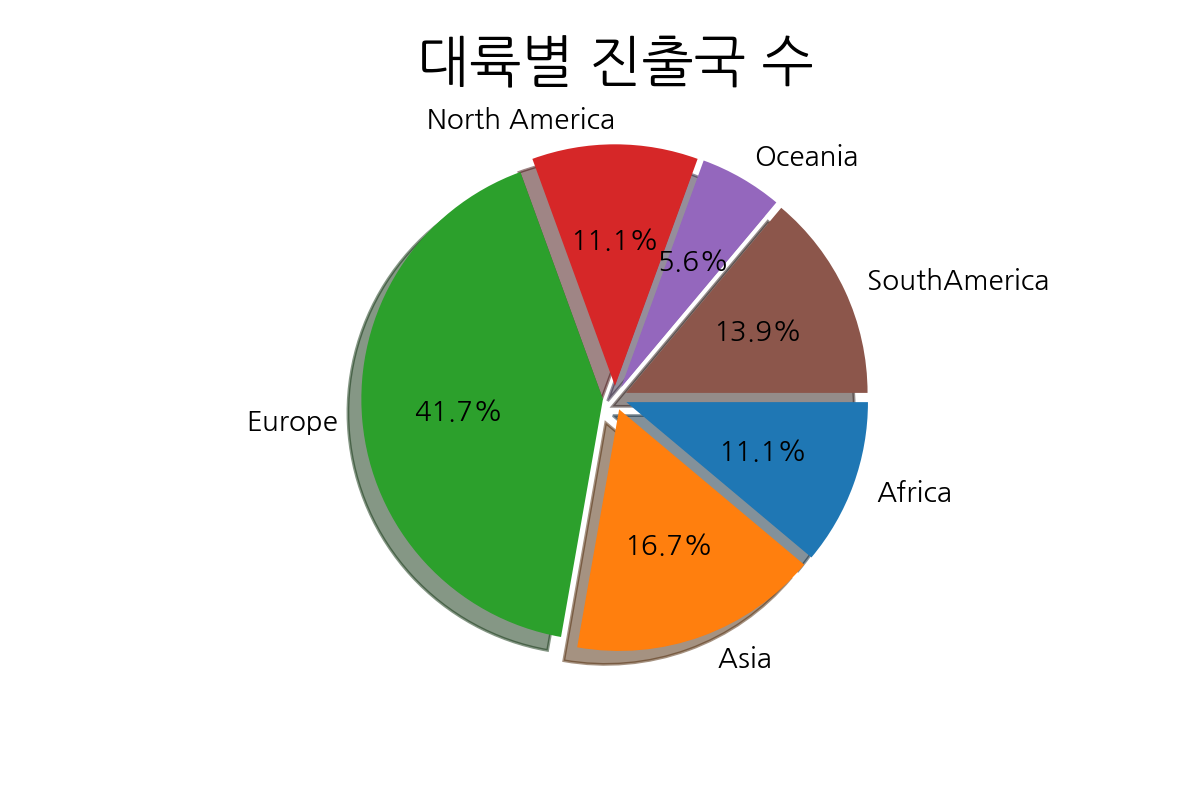 대륙별 진출국 수
North America
Oceania
11.1%
5.6%
SouthAmerica
13.9%
41.7%
Europe
11.1%
Africa
16.7%
Asia